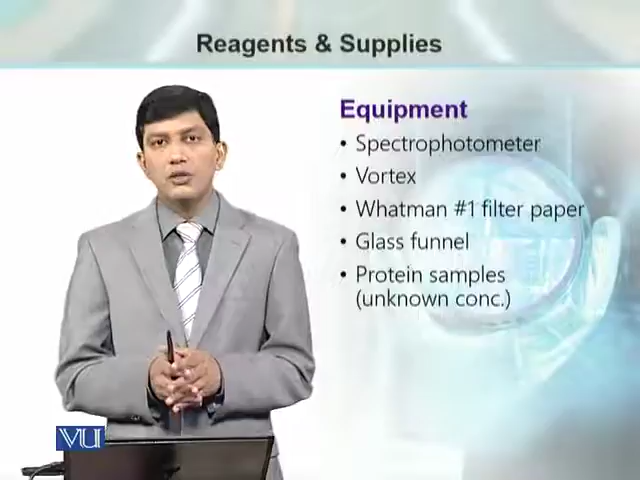 Reagents & Supplies
Equipment
• Spectrophotometer
• Vortex
• Whatman #1 filter paper
• Glass funnel
• Protein samples
(unknown conc.)
VU